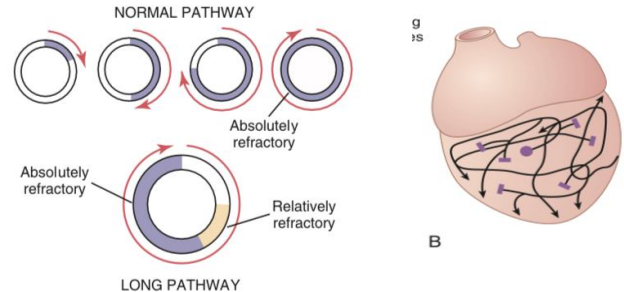 NORMAL PATHWAY
Absolutely
refractory
Absolutely
refractory
Relatively
refractory
LONG PATHWAY
B